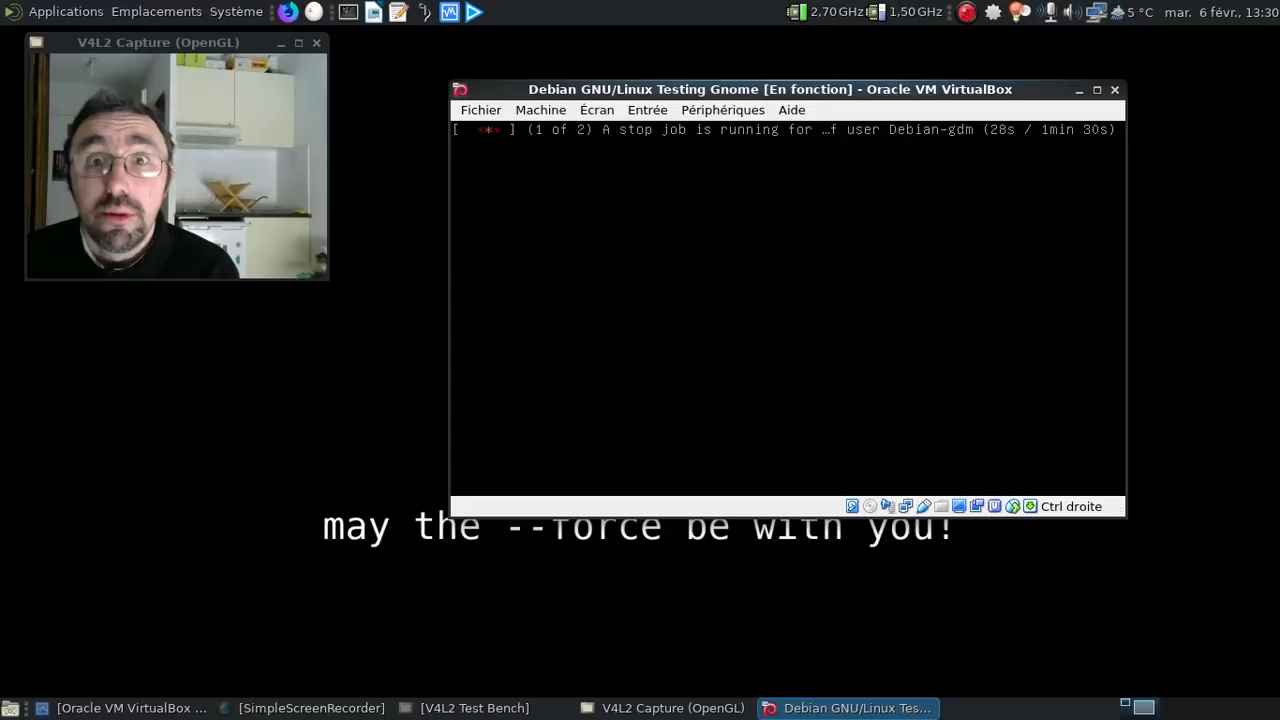 Applications Emplacements Système 2,70 GHz 1,50 GHz 5 °C mar. 6 févr., 13:30
V4L2 Capture (OpenGL)
Debian GNU/Linux Testing Gnome [En fonction] - Oracle VM VirtualBox
Fichier Machine Écran Entrée Périphériques Aide
[ *** ] (1 of 2) A stop job is running for …f user Debian-gdm (28s / 1min 30s)
Ctrl droite
may the --force be with you!
[Oracle VM VirtualBox ... [SimpleScreenRecorder] [V4L2 Test Bench] V4L2 Capture (OpenGL) Debian GNU/Linux Tes...